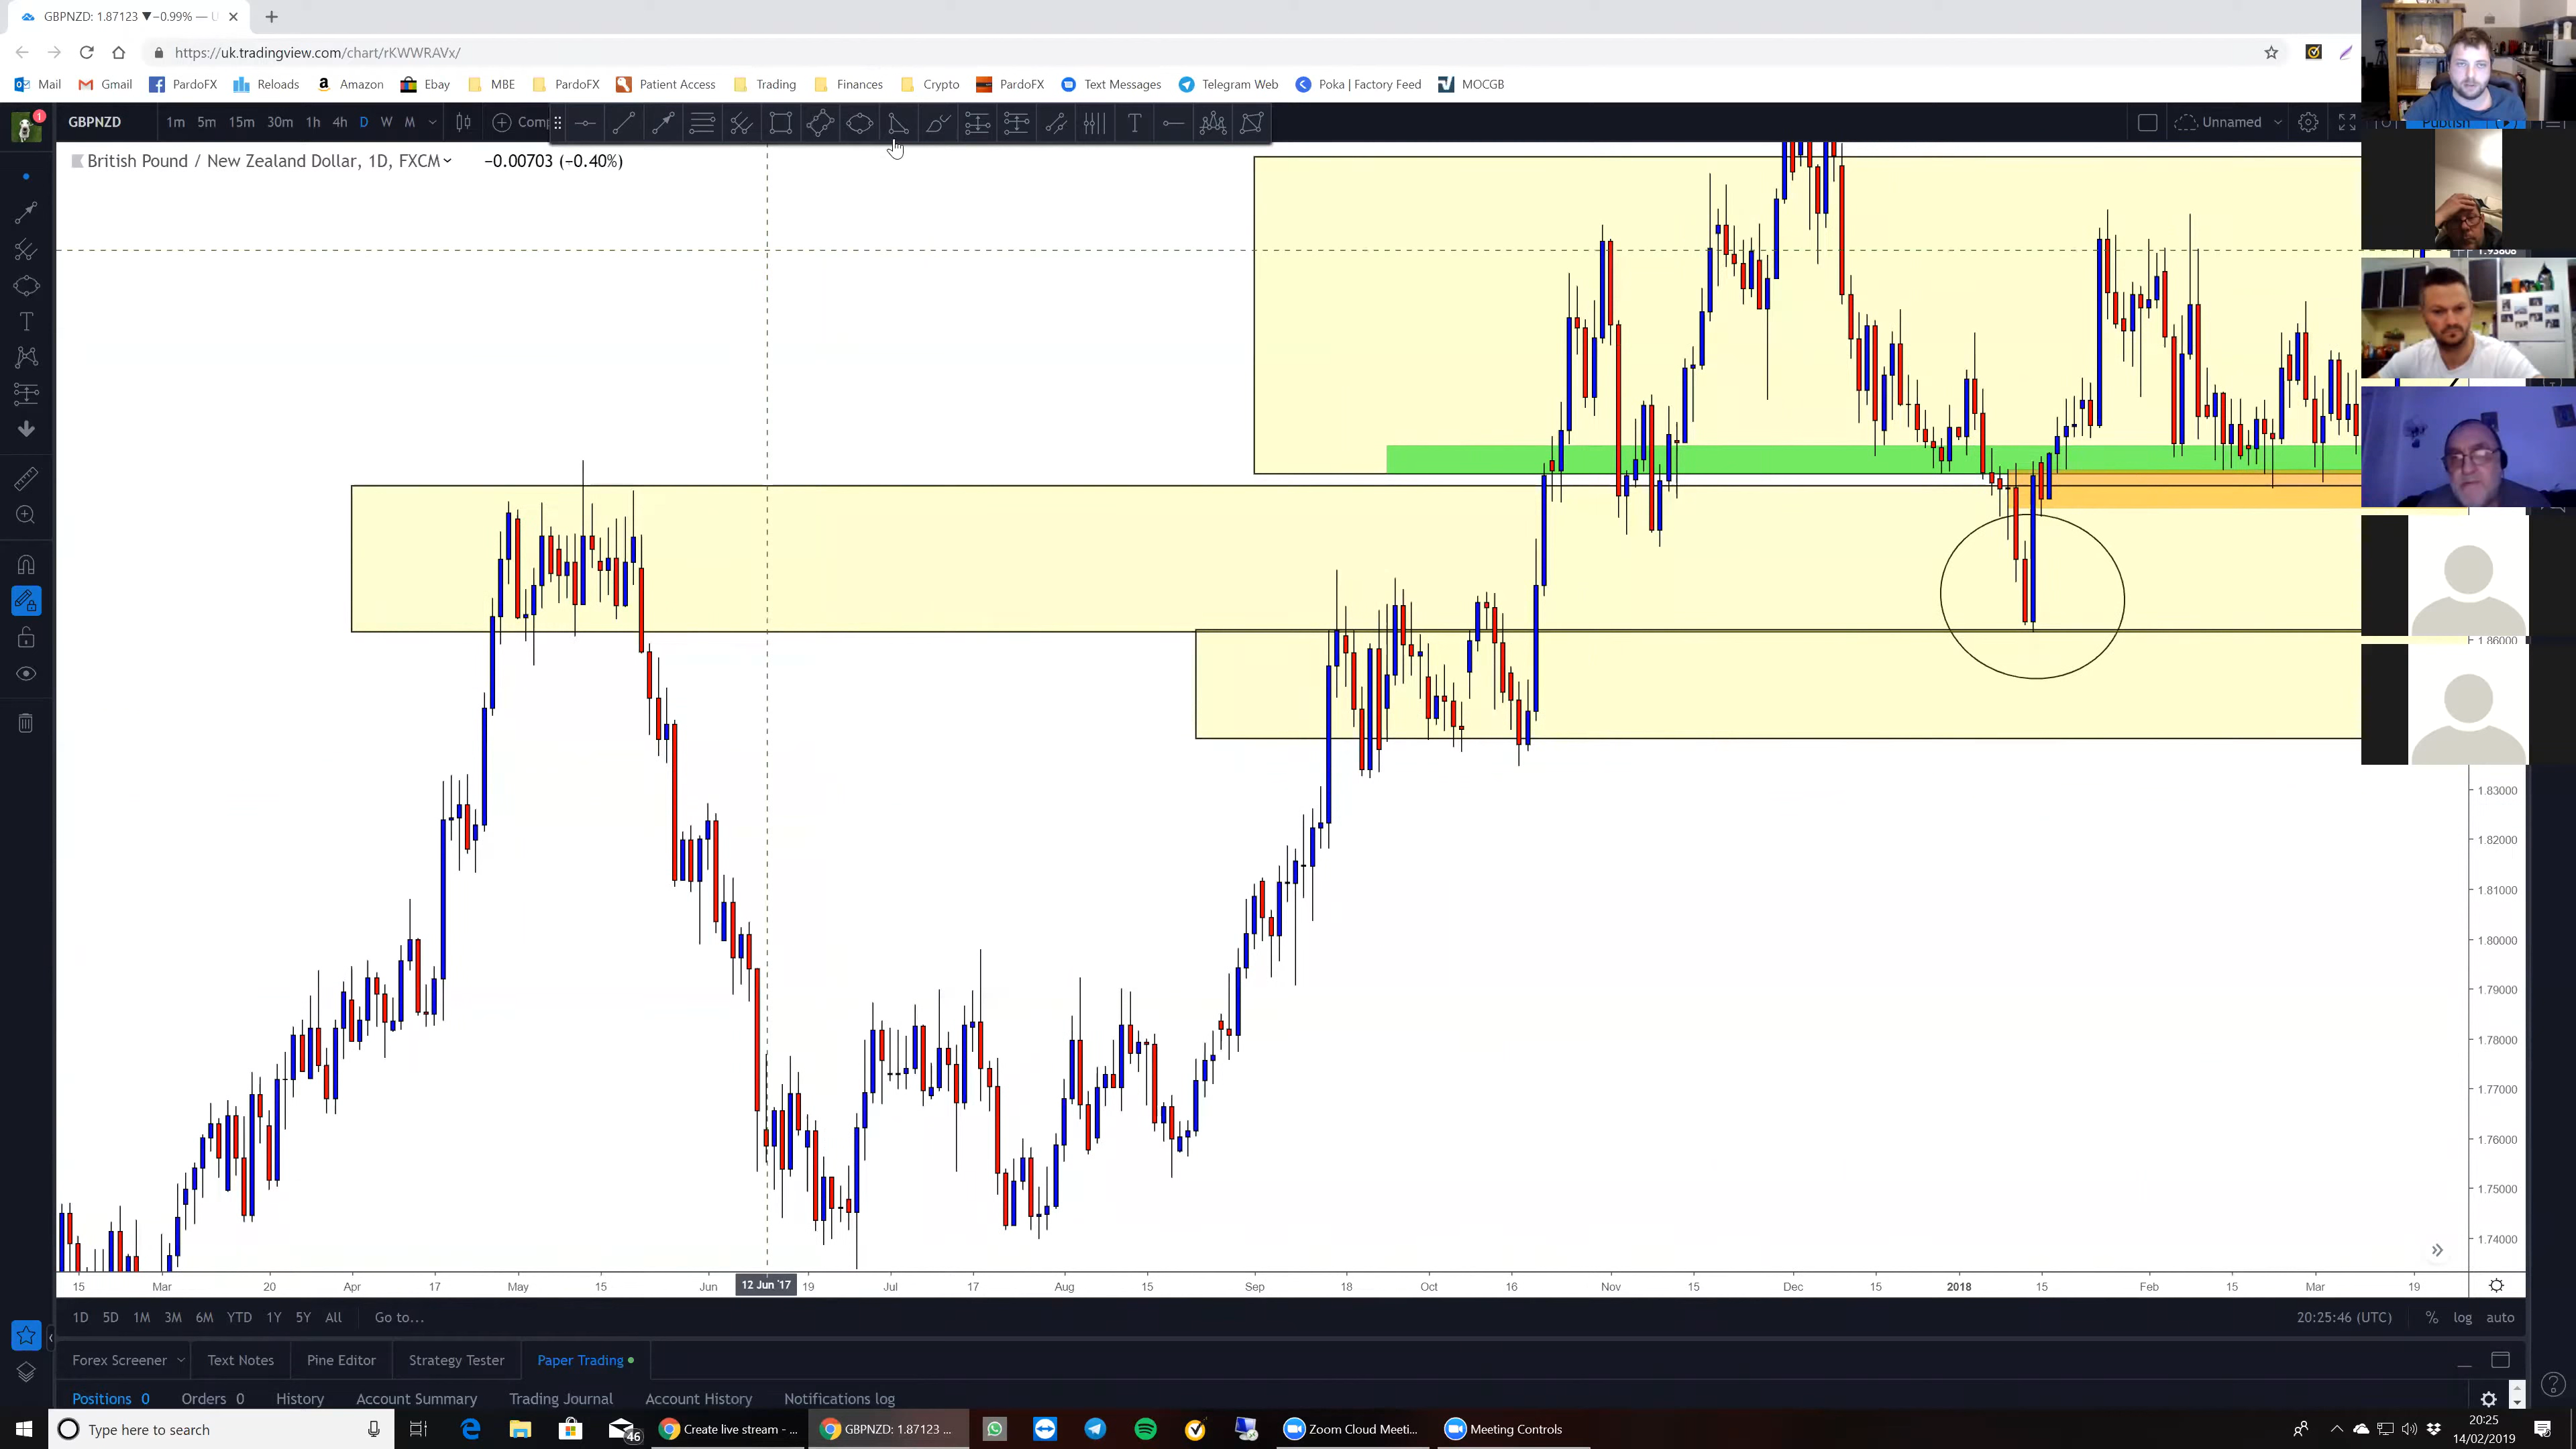 GBPNZD: 1.87123 ▼−0.99% — U
https://uk.tradingview.com/chart/rKWWRAVx/
Mail Gmail PardoFX Reloads Amazon Ebay MBE PardoFX Patient Access Trading Finances Crypto PardoFX Text Messages Telegram Web Poka | Factory Feed MOCGB
1
GBPNZD 1m 5m 15m 30m 1h 4h D W M Comp Unnamed Publish
British Pound / New Zealand Dollar, 1D, FXCM −0.00703 (−0.40%)
1.93806
1.86000
1.83000
1.82000
1.81000
1.80000
1.79000
1.78000
1.77000
1.76000
1.75000
1.74000
15 Mar 20 Apr 17 May 15 Jun 12 Jun '17 19 Jul 17 Aug 15 Sep 18 Oct 16 Nov 15 Dec 15 2018 15 Feb 15 Mar 19
1D 5D 1M 3M 6M YTD 1Y 5Y All Go to... 20:25:46 (UTC) % log auto
Forex Screener Text Notes Pine Editor Strategy Tester Paper Trading
Positions 0 Orders 0 History Account Summary Trading Journal Account History Notifications log
Type here to search 46 Create live stream - ... GBPNZD: 1.87123 ... Zoom Cloud Meeti... Meeting Controls 20:25
14/02/2019